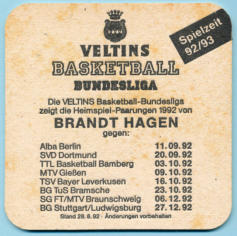 Spielzeit
92/93
VELTINS
BASKETBALL
BUNDESLIGA
Die VELTINS Basketball-Bundesliga
zeigt die Heimspiel-Paarungen 1992 von
BRANDT HAGEN
gegen:
Alba Berlin 11.09.92
SVD Dortmund 20.09.92
TTL Basketball Bamberg 03.10.92
MTV Gießen 09.10.92
TSV Bayer Leverkusen 16.10.92
BG TuS Bramsche 23.10.92
SG FT/MTV Braunschweig 06.12.92
BG Stuttgart/Ludwigsburg 27.12.92
Stand 28.8.92 · Änderungen vorbehalten